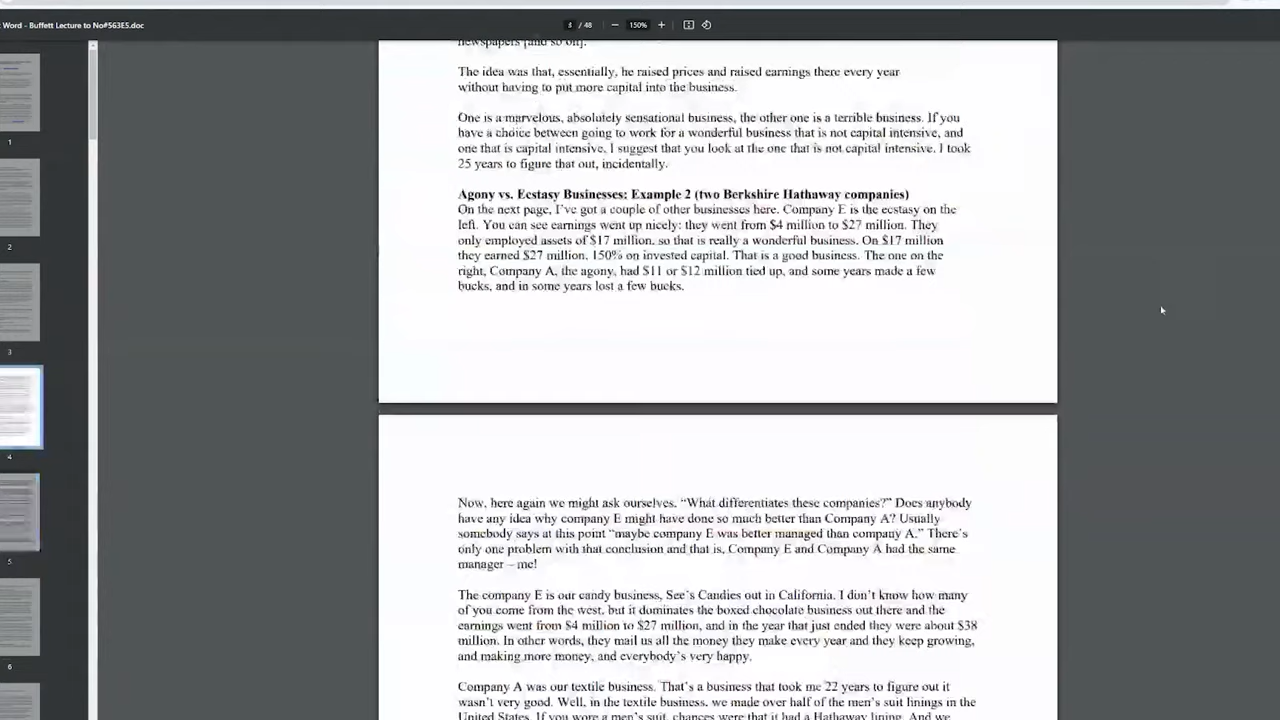 Word - Buffett Lecture to No#563E5.doc
3 / 48
150%
newspapers [and so on].
The idea was that, essentially, he raised prices and raised earnings there every year
without having to put more capital into the business.
One is a marvelous, absolutely sensational business, the other one is a terrible business. If you
have a choice between going to work for a wonderful business that is not capital intensive, and
one that is capital intensive, I suggest that you look at the one that is not capital intensive. I took
25 years to figure that out, incidentally.
Agony vs. Ecstasy Businesses: Example 2 (two Berkshire Hathaway companies)
On the next page, I've got a couple of other businesses here. Company E is the ecstasy on the
left. You can see earnings went up nicely: they went from $4 million to $27 million. They
only employed assets of $17 million, so that is really a wonderful business. On $17 million
they earned $27 million, 150% on invested capital. That is a good business. The one on the
right, Company A, the agony, had $11 or $12 million tied up, and some years made a few
bucks, and in some years lost a few bucks.
Now, here again we might ask ourselves, “What differentiates these companies?” Does anybody
have any idea why company E might have done so much better than Company A? Usually
somebody says at this point “maybe company E was better managed than company A.” There's
only one problem with that conclusion and that is, Company E and Company A had the same
manager – me!
The company E is our candy business, See's Candies out in California. I don't know how many
of you come from the west, but it dominates the boxed chocolate business out there and the
earnings went from $4 million to $27 million, and in the year that just ended they were about $38
million. In other words, they mail us all the money they make every year and they keep growing,
and making more money, and everybody's very happy.
Company A was our textile business. That's a business that took me 22 years to figure out it
wasn't very good. Well, in the textile business, we made over half of the men's suit linings in the
United States. If you wore a men's suit, chances were that it had a Hathaway lining. And we
1
2
3
4
5
6